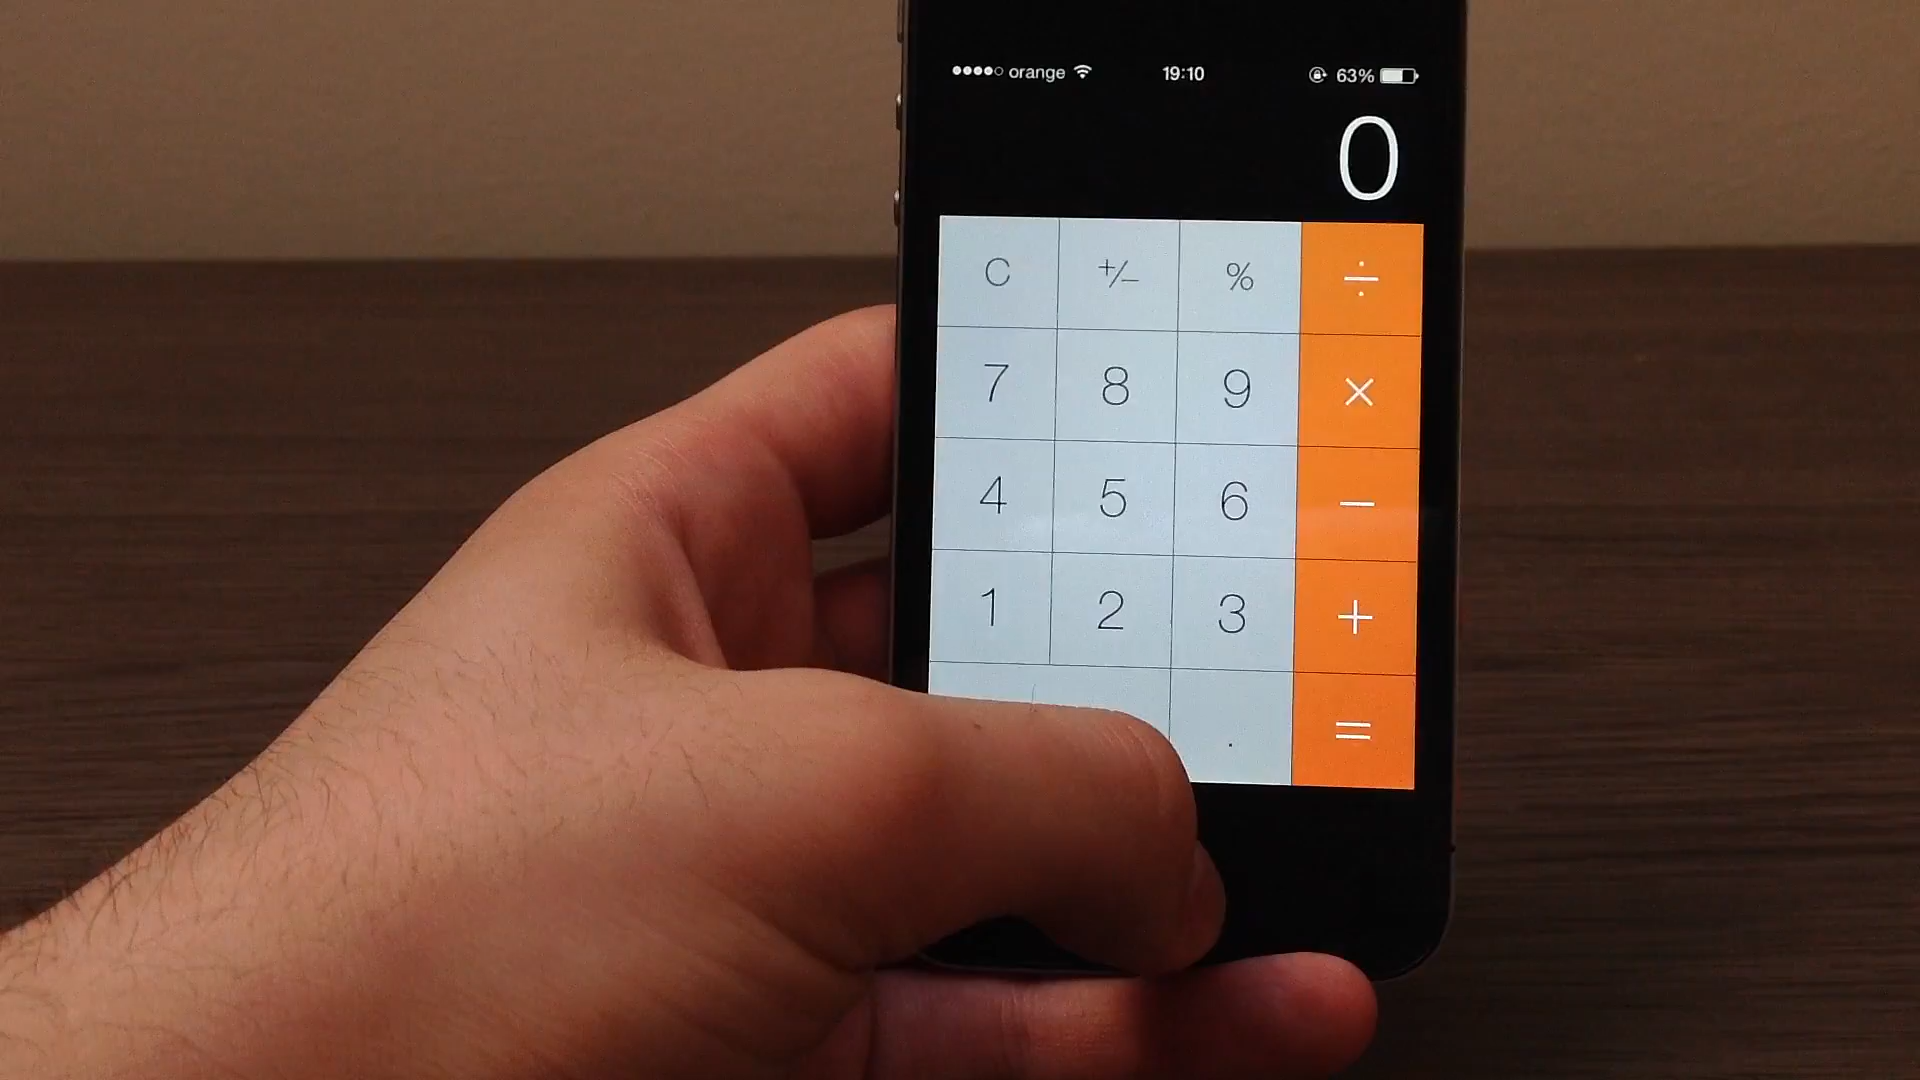 orange 19:10 63%
0
C +/− % ÷
7 8 9 ×
4 5 6 −
1 2 3 +
. =